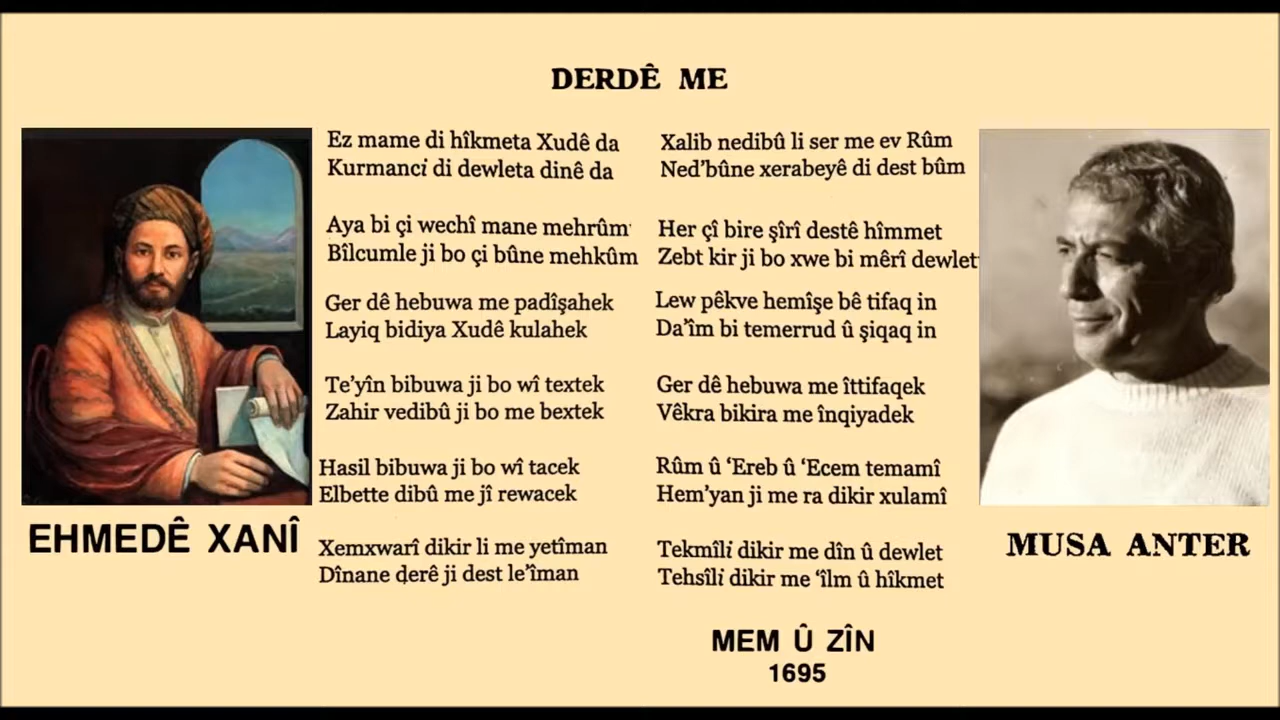 DERDÊ ME
Ez mame di hîkmeta Xudê da
Kurmanci di dewleta dinê da
Aya bi çi wechî mane mehrûm
Bîlcumle ji bo çi bûne mehkûm
Ger dê hebuwa me padîşahek
Layiq bidiya Xudê kulahek
Te'yîn bibuwa ji bo wî textek
Zahir vedibû ji bo me bextek
Hasil bibuwa ji bo wî tacek
Elbette dibû me jî rewacek
Xemxwarî dikir li me yetîman
Dînane derê ji dest le'îman
Xalib nedibû li ser me ev Rûm
Ned'bûne xerabeyê di dest bûm
Her çî bire şîrî destê hîmmet
Zebt kir ji bo xwe bi mêrî dewlet
Lew pêkve hemîşe bê tifaq in
Da'îm bi temerrud û şiqaq in
Ger dê hebuwa me îttifaqek
Vêkra bikira me înqiyadek
Rûm û 'Ereb û 'Ecem temamî
Hem'yan ji me ra dikir xulamî
Tekmîli dikir me dîn û dewlet
Tehsîli dikir me 'îlm û hîkmet
EHMEDÊ XANÎ
MUSA ANTER
MEM Û ZÎN
1695